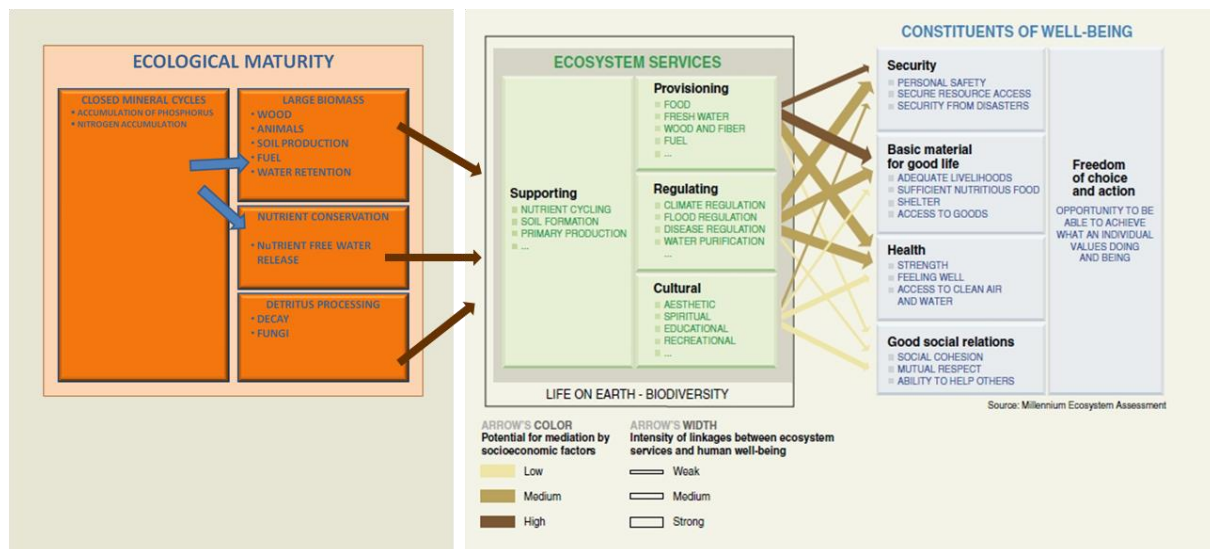 ECOLOGICAL MATURITY
CLOSED MINERAL CYCLES
• ACCUMULATION OF PHOSPHORUS
• NITROGEN ACCUMULATION
LARGE BIOMASS
• WOOD
• ANIMALS
• SOIL PRODUCTION
• FUEL
• WATER RETENTION
NUTRIENT CONSERVATION
• NuTRIENT FREE WATER
RELEASE
DETRITUS PROCESSING
• DECAY
• FUNGI
ECOSYSTEM SERVICES
Supporting
NUTRIENT CYCLING
SOIL FORMATION
PRIMARY PRODUCTION
...
Provisioning
FOOD
FRESH WATER
WOOD AND FIBER
FUEL
...
Regulating
CLIMATE REGULATION
FLOOD REGULATION
DISEASE REGULATION
WATER PURIFICATION
...
Cultural
AESTHETIC
SPIRITUAL
EDUCATIONAL
RECREATIONAL
...
LIFE ON EARTH - BIODIVERSITY
CONSTITUENTS OF WELL-BEING
Security
PERSONAL SAFETY
SECURE RESOURCE ACCESS
SECURITY FROM DISASTERS
Basic material
for good life
ADEQUATE LIVELIHOODS
SUFFICIENT NUTRITIOUS FOOD
SHELTER
ACCESS TO GOODS
Health
STRENGTH
FEELING WELL
ACCESS TO CLEAN AIR
AND WATER
Good social relations
SOCIAL COHESION
MUTUAL RESPECT
ABILITY TO HELP OTHERS
Freedom
of choice
and action
OPPORTUNITY TO BE
ABLE TO ACHIEVE
WHAT AN INDIVIDUAL
VALUES DOING
AND BEING
Source: Millennium Ecosystem Assessment
ARROW'S COLOR
Potential for mediation by
socioeconomic factors
Low
Medium
High
ARROW'S WIDTH
Intensity of linkages between ecosystem
services and human well-being
Weak
Medium
Strong